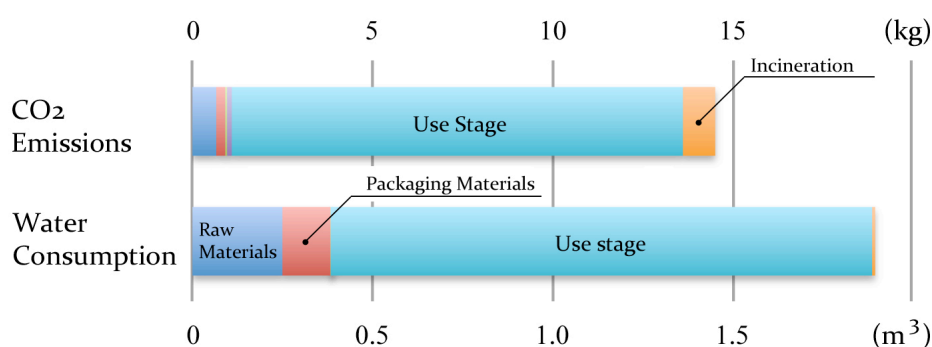 0 5 10 15 (kg)
Incineration
CO2
Emissions
Use Stage
Packaging Materials
Water
Consumption
Raw
Materials
Use stage
0 0.5 1.0 1.5 (m³)